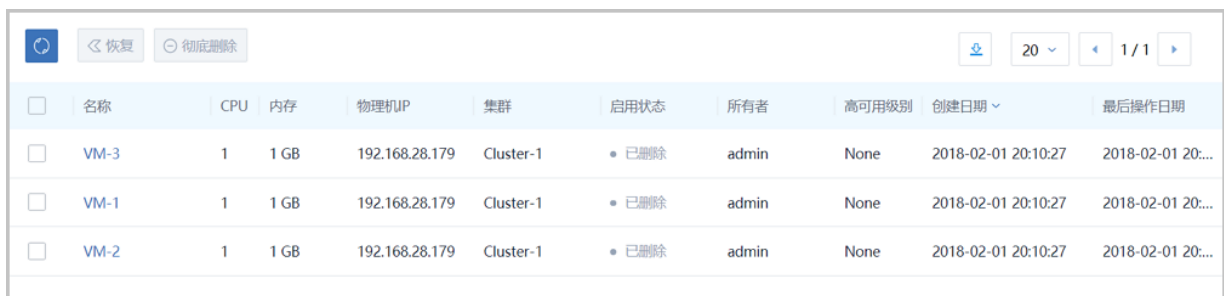 恢复 彻底删除 20 1 / 1
名称 CPU 内存 物理机IP 集群 启用状态 所有者 高可用级别 创建日期 最后操作日期
VM-3 1 1 GB 192.168.28.179 Cluster-1 已删除 admin None 2018-02-01 20:10:27 2018-02-01 20:...
VM-1 1 1 GB 192.168.28.179 Cluster-1 已删除 admin None 2018-02-01 20:10:27 2018-02-01 20:...
VM-2 1 1 GB 192.168.28.179 Cluster-1 已删除 admin None 2018-02-01 20:10:27 2018-02-01 20:...